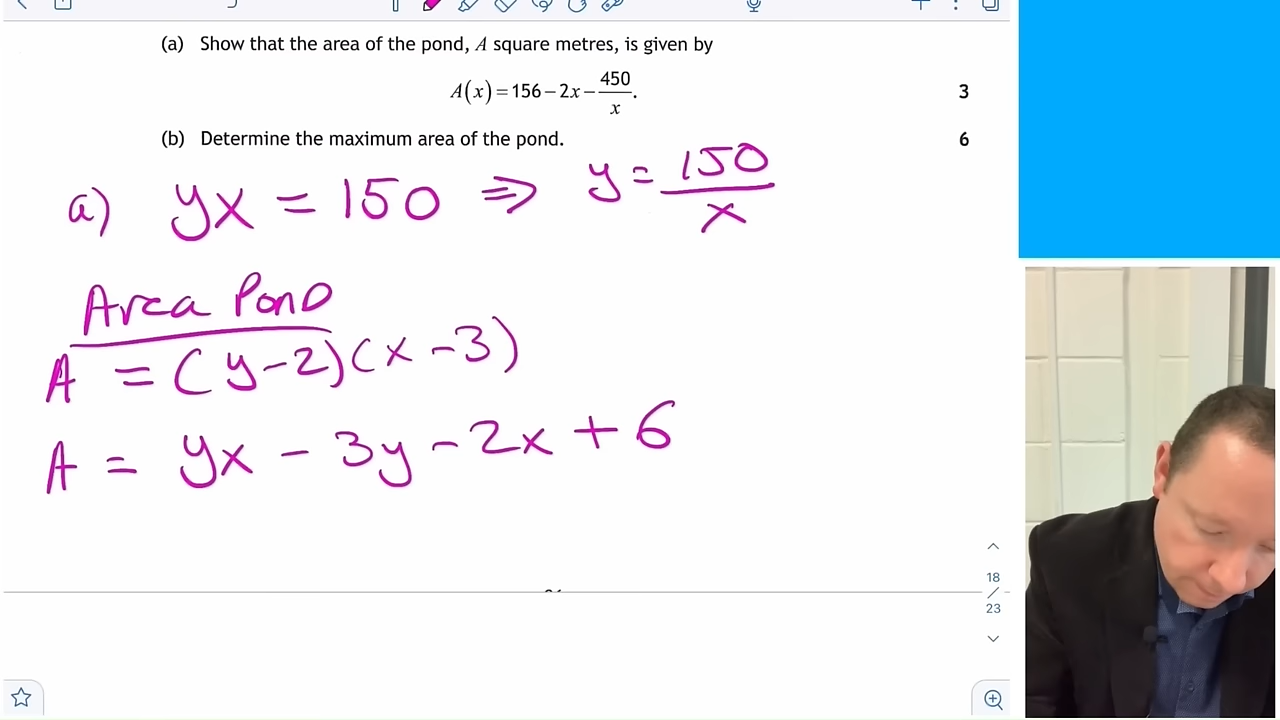 (a) Show that the area of the pond, A square metres, is given by
A(x) = 156 − 2x − 450/x. 3
(b) Determine the maximum area of the pond. 6
a) yx = 150 ⇒ y = 150/x
Area Pond
A = (y-2)(x-3)
A = yx - 3y - 2x + 6
18
/
23